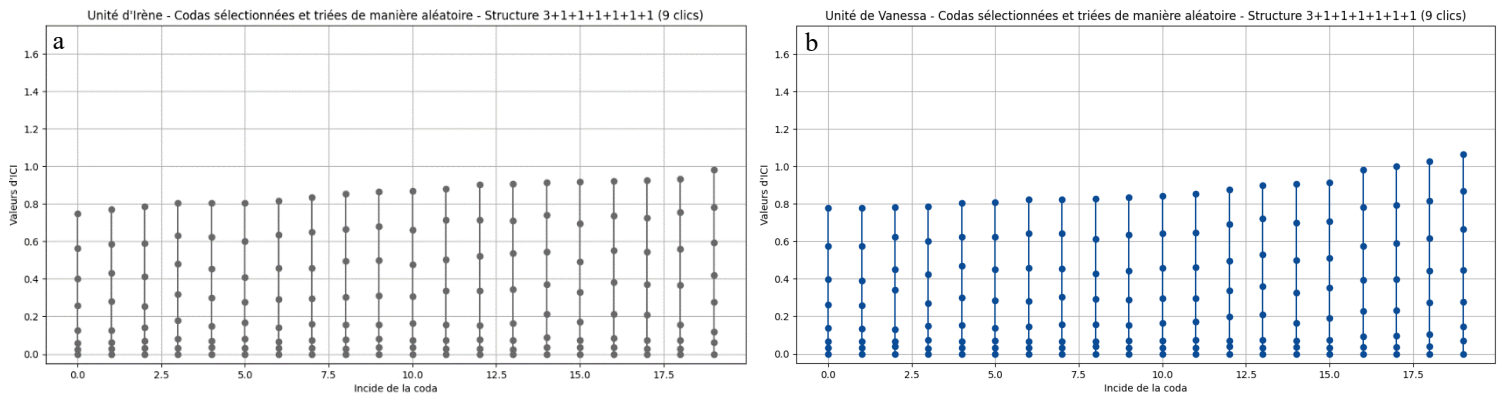 Unité d'Irène - Codas sélectionnées et triées de manière aléatoire - Structure 3+1+1+1+1+1+1 (9 clics)
a
1.6
1.4
1.2
1.0
0.8
0.6
0.4
0.2
0.0
Valeurs d'ICI
0.0 2.5 5.0 7.5 10.0 12.5 15.0 17.5
Incide de la coda
Unité de Vanessa - Codas sélectionnées et triées de manière aléatoire - Structure 3+1+1+1+1+1+1 (9 clics)
b
1.6
1.4
1.2
1.0
0.8
0.6
0.4
0.2
0.0
Valeurs d'ICI
0.0 2.5 5.0 7.5 10.0 12.5 15.0 17.5
Incide de la coda